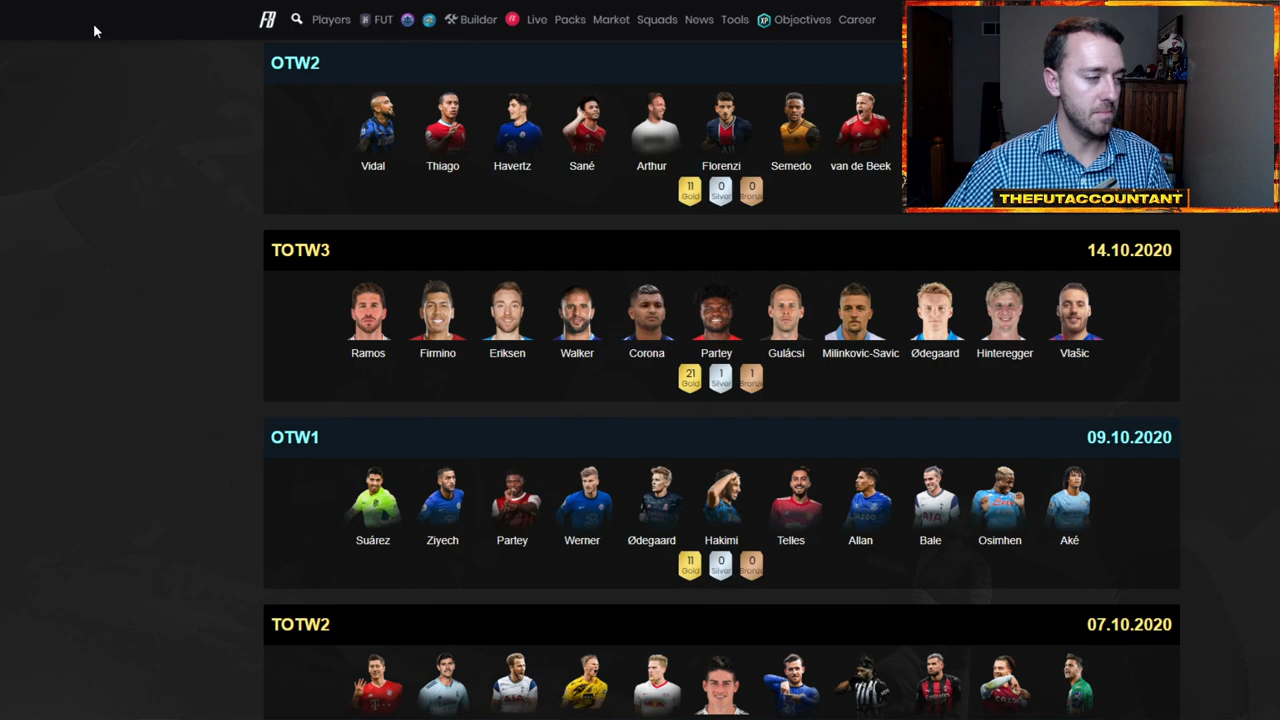 Players FUT Builder Live Packs Market Squads News Tools XP Objectives Career
OTW2
Vidal Thiago Havertz Sané Arthur Florenzi Semedo van de Beek
11 0 0
Gold Silver Bronze
THEFUTACCOUNTANT
TOTW3 14.10.2020
Ramos Firmino Eriksen Walker Corona Partey Gulácsi Milinkovic-Savic Ødegaard Hinteregger Vlašic
21 1 1
Gold Silver Bronze
OTW1 09.10.2020
Suárez Ziyech Partey Werner Ødegaard Hakimi Telles Allan Bale Osimhen Aké
11 0 0
Gold Silver Bronze
TOTW2 07.10.2020